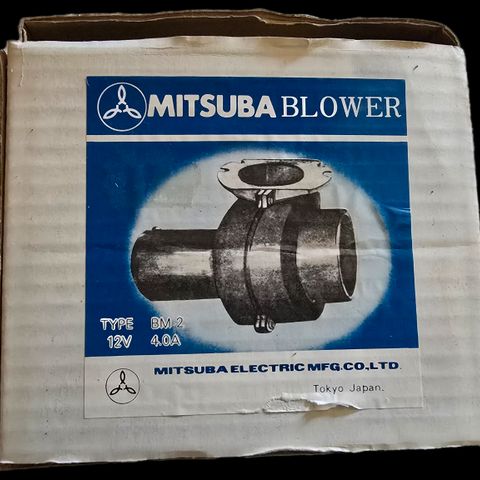 MITSUBA BLOWER
TYPE BM-2
12V 4.0A
MITSUBA ELECTRIC MFG.CO.,LTD.
Tokyo Japan.